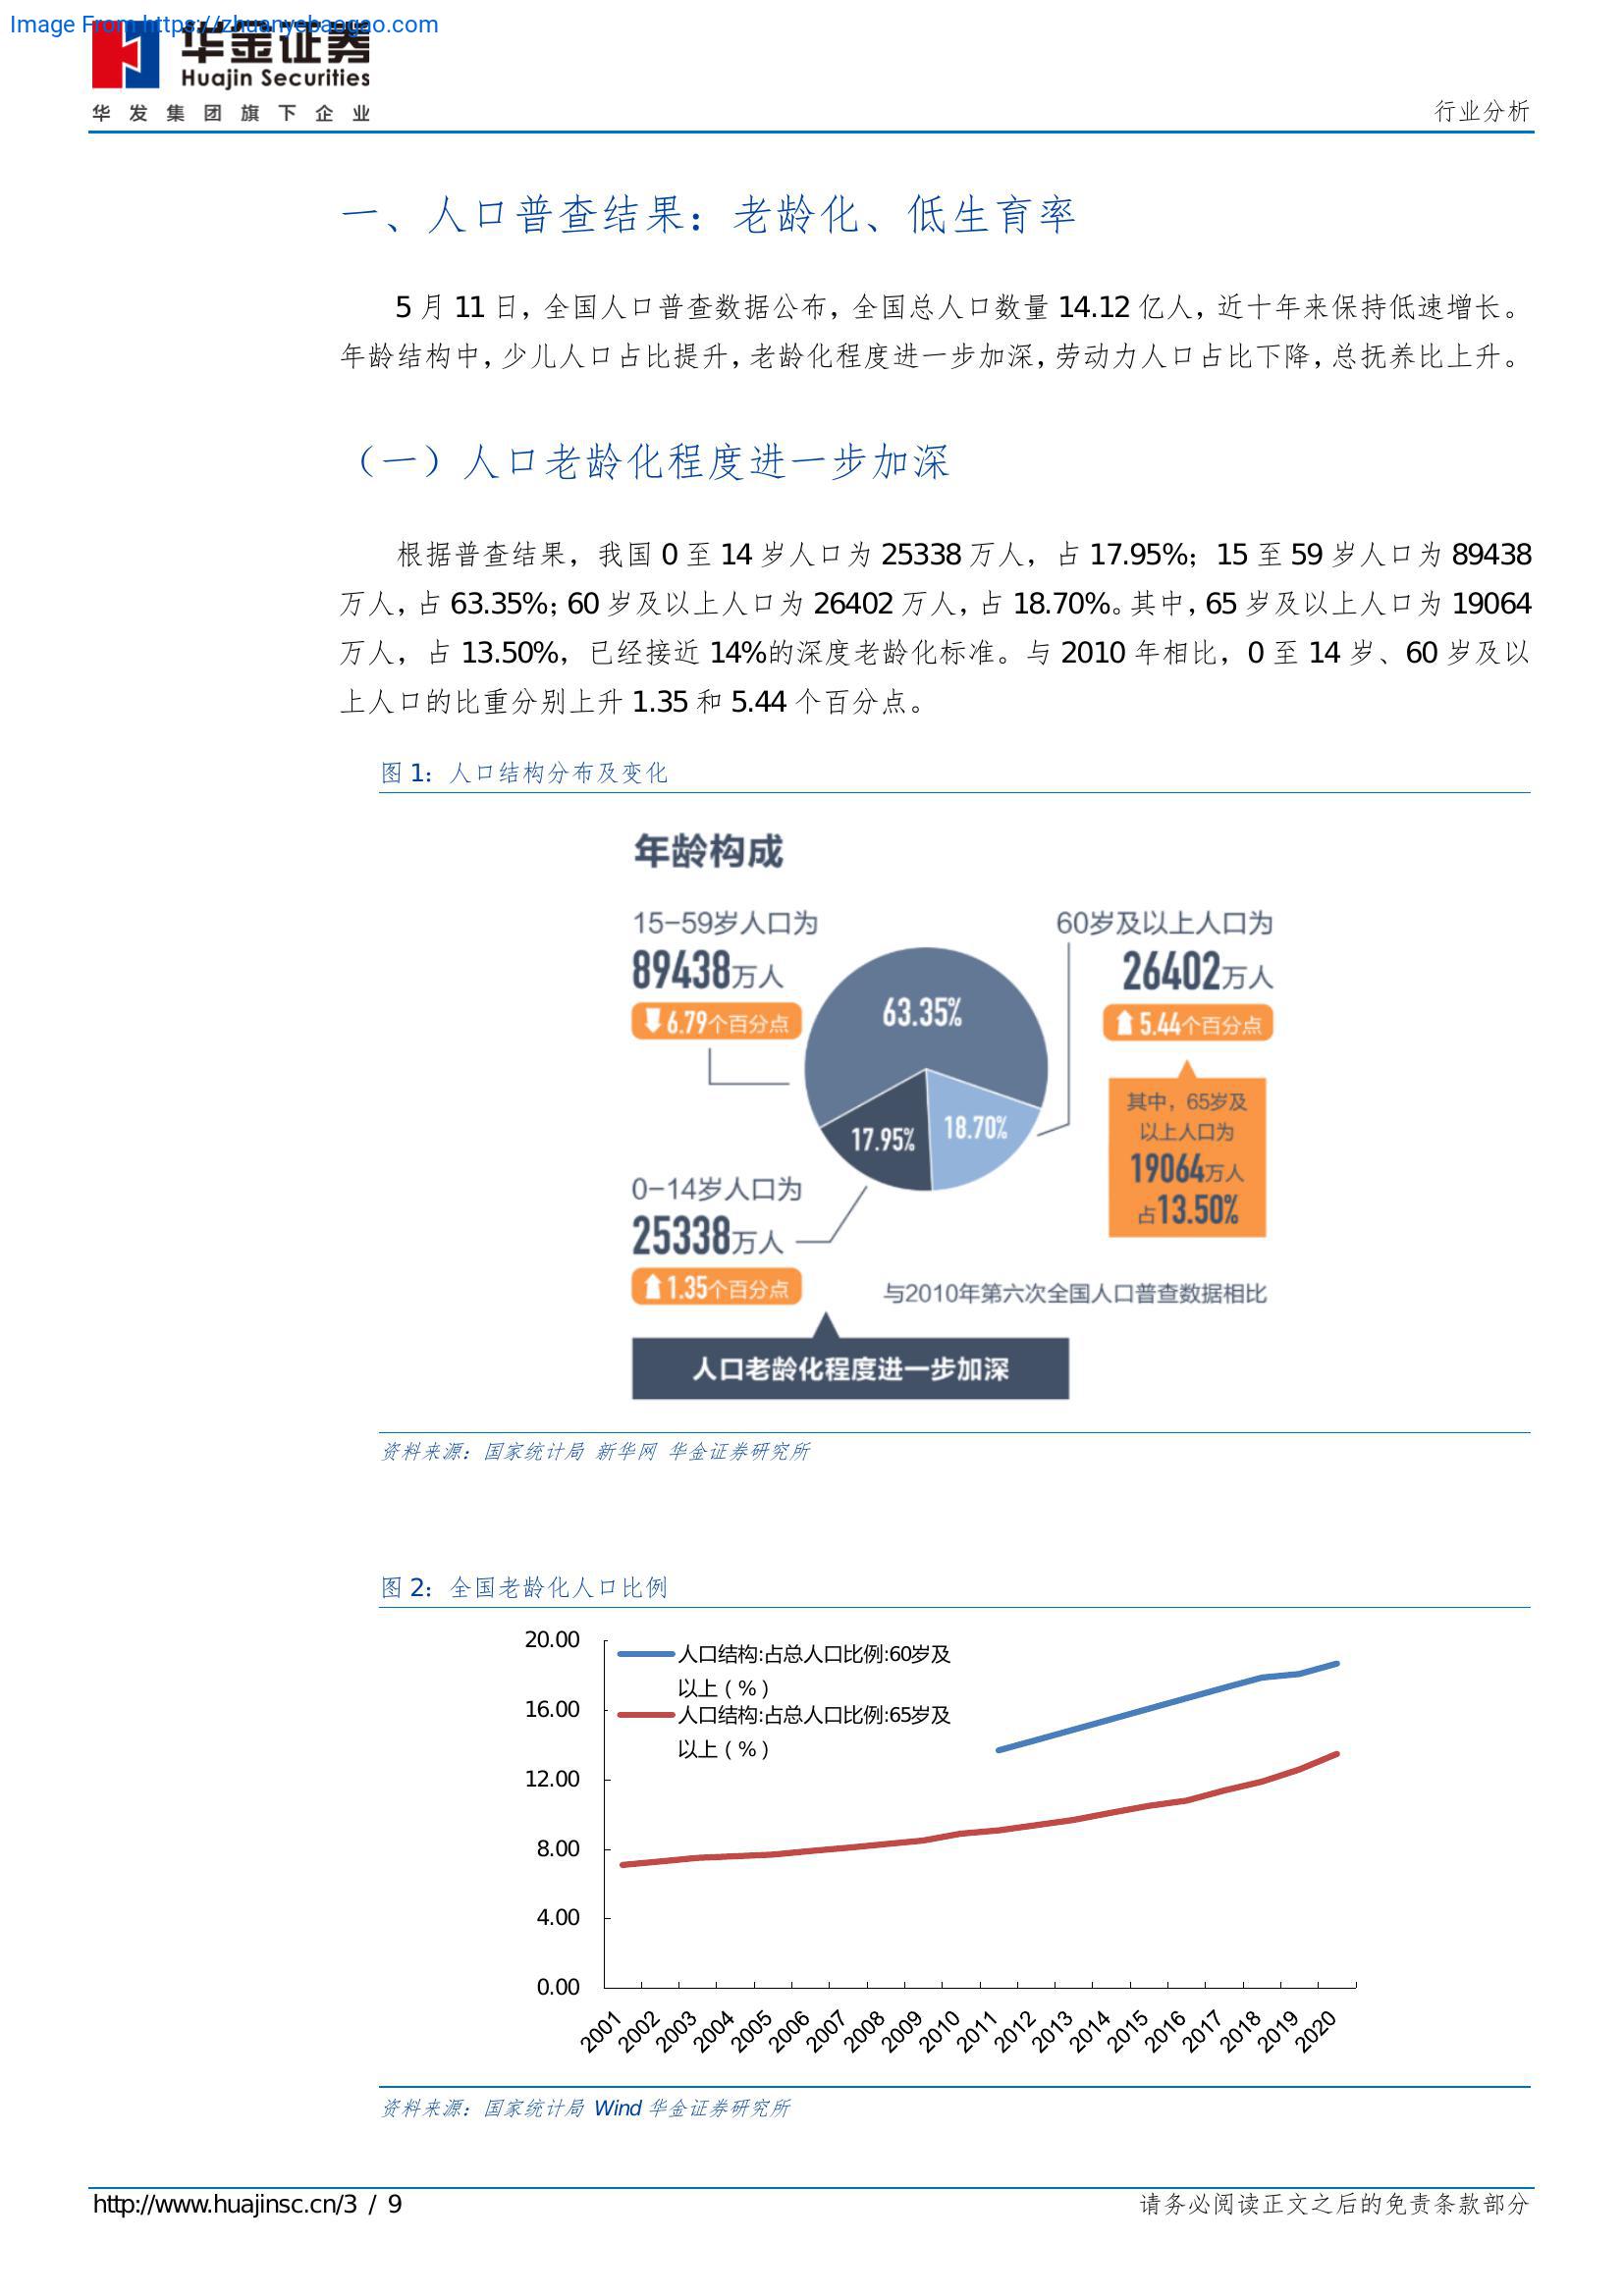 Image From https://zhuanyebaogao.com
华金证券
Huajin Securities
华发集团旗下企业
行业分析
一、人口普查结果：老龄化、低生育率
5 月 11 日，全国人口普查数据公布，全国总人口数量 14.12 亿人，近十年来保持低速增长。
年龄结构中，少儿人口占比提升，老龄化程度进一步加深，劳动力人口占比下降，总抚养比上升。
（一）人口老龄化程度进一步加深
根据普查结果，我国 0 至 14 岁人口为 25338 万人，占 17.95%；15 至 59 岁人口为 89438
万人，占 63.35%；60 岁及以上人口为 26402 万人，占 18.70%。其中，65 岁及以上人口为 19064
万人，占 13.50%，已经接近 14%的深度老龄化标准。与 2010 年相比，0 至 14 岁、60 岁及以
上人口的比重分别上升 1.35 和 5.44 个百分点。
图 1：人口结构分布及变化
年龄构成
15-59岁人口为
89438万人
6.79个百分点
60岁及以上人口为
26402万人
5.44个百分点
63.35%
18.70%
17.95%
其中，65岁及
以上人口为
19064万人
占13.50%
0-14岁人口为
25338万人
1.35个百分点
与2010年第六次全国人口普查数据相比
人口老龄化程度进一步加深
资料来源：国家统计局 新华网 华金证券研究所
图 2：全国老龄化人口比例
20.00
16.00
12.00
8.00
4.00
0.00
人口结构:占总人口比例:60岁及
以上（%）
人口结构:占总人口比例:65岁及
以上（%）
2001
2002
2003
2004
2005
2006
2007
2008
2009
2010
2011
2012
2013
2014
2015
2016
2017
2018
2019
2020
资料来源：国家统计局 Wind 华金证券研究所
http://www.huajinsc.cn/3 / 9
请务必阅读正文之后的免责条款部分